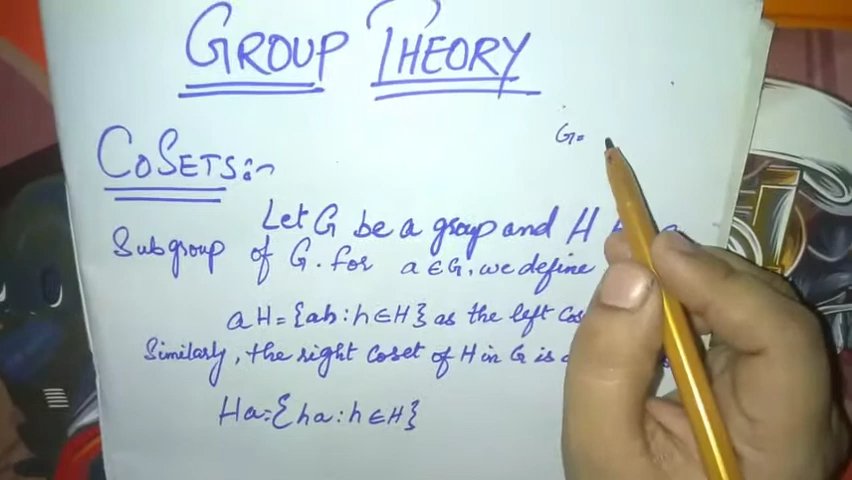 GROUP THEORY
G=
COSETS:-
Let G be a group and H
Subgroup of G. For a ∈ G, we define
aH = {ah : h ∈ H} as the left
Similarly, the right coset of H in G is
Ha = {ha : h ∈ H}